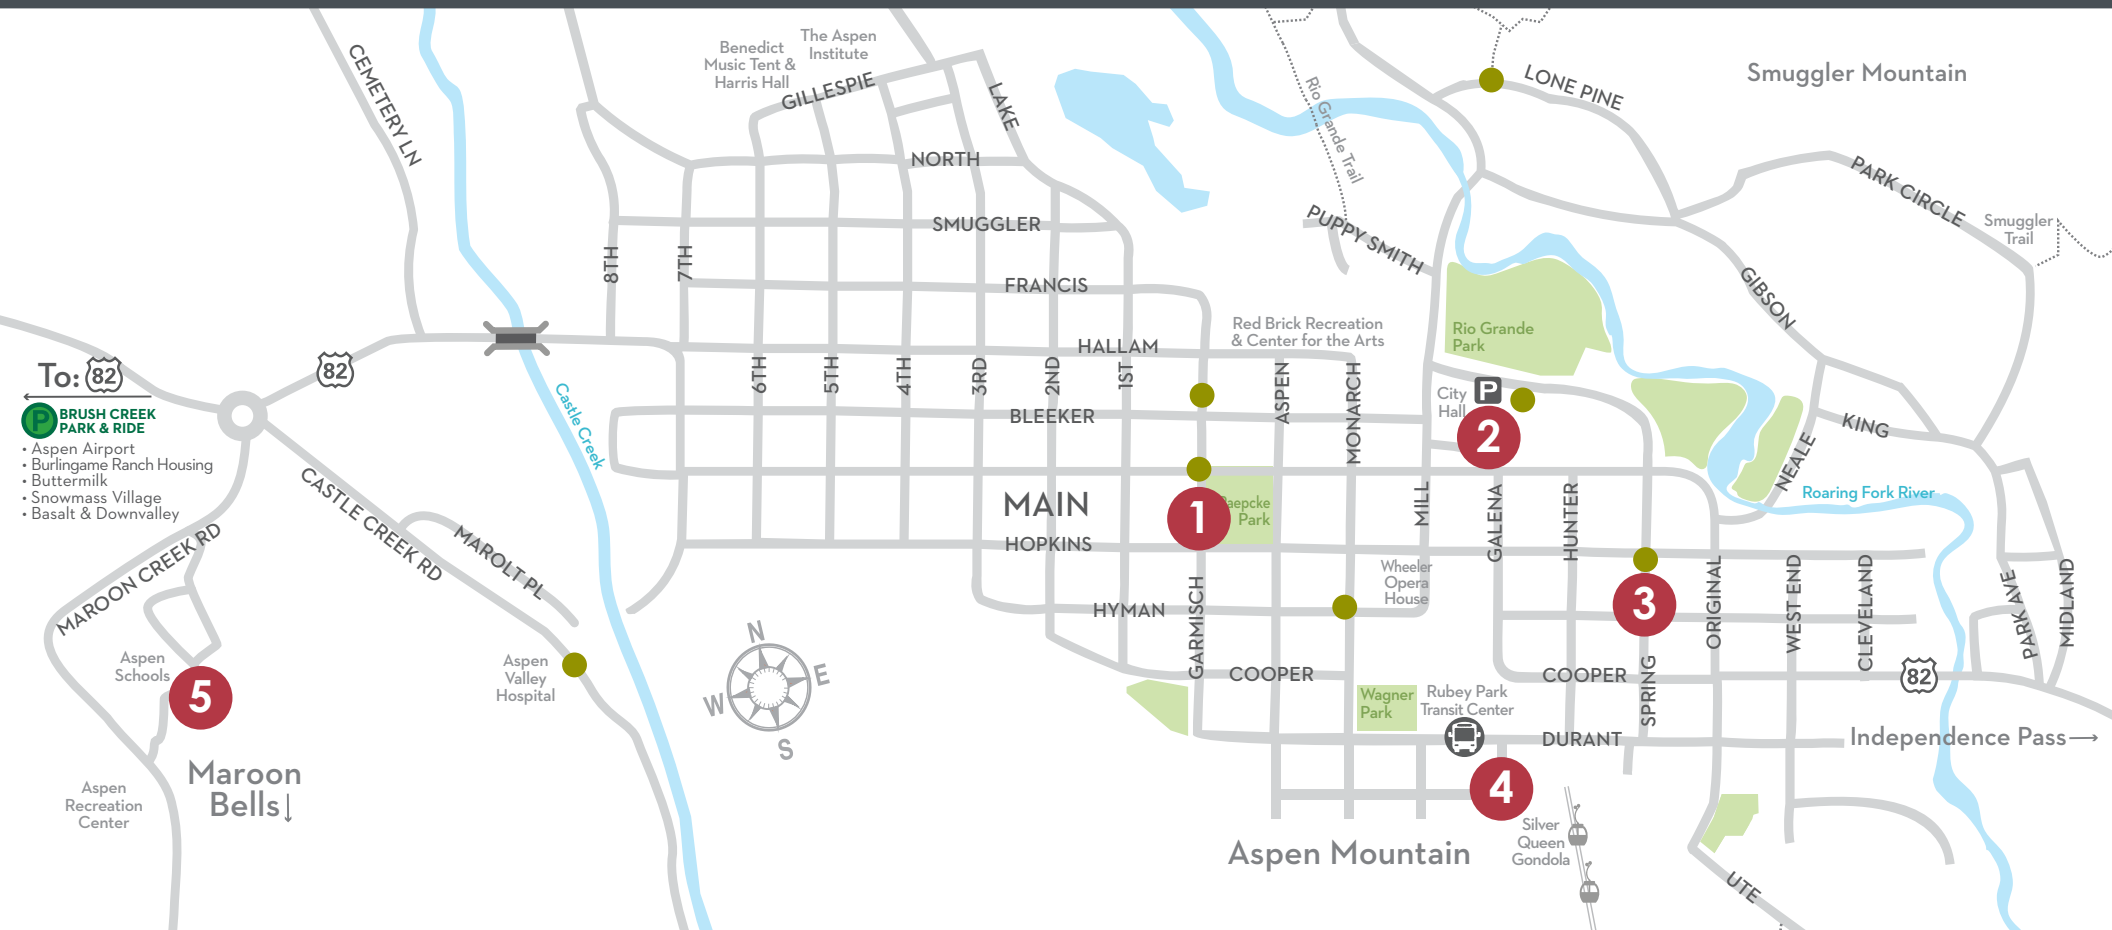 The Aspen
Institute
Benedict
Music Tent &
Harris Hall
GILLESPIE
LAKE
CEMETERY LN
LONE PINE
Smuggler Mountain
Rio Grande Trail
NORTH
PARK CIRCLE
SMUGGLER
PUPPY SMITH
Smuggler
Trail
8TH
7TH
FRANCIS
GIBSON
Red Brick Recreation
& Center for the Arts
Rio Grande
Park
HALLAM
82
To: 82
6TH
5TH
4TH
3RD
2ND
1ST
ASPEN
MONARCH
City
Hall
P
2
P
BRUSH CREEK
PARK & RIDE
• Aspen Airport
• Burlingame Ranch Housing
• Buttermilk
• Snowmass Village
• Basalt & Downvalley
Castle Creek
BLEEKER
KING
NEALE
Roaring Fork River
CASTLE CREEK RD
MAROLT PL
MAROON CREEK RD
MAIN
1
Park
MILL
GALENA
HUNTER
HOPKINS
Wheeler
Opera
House
HYMAN
GARMISCH
3
ORIGINAL
WEST END
CLEVELAND
PARK AVE
MIDLAND
Aspen
Schools
5
Aspen
Valley
Hospital
N
E
W
S
COOPER
COOPER
SPRING
82
Wagner
Park
Rubey Park
Transit Center
DURANT
Independence Pass
Maroon
Bells
Aspen
Recreation
Center
4
Silver
Queen
Gondola
Aspen Mountain
UTE